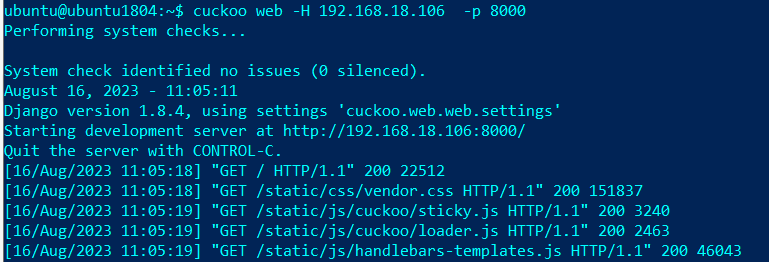 ubuntu@ubuntu1804:~$ cuckoo web -H 192.168.18.106  -p 8000
Performing system checks...
System check identified no issues (0 silenced).
August 16, 2023 - 11:05:11
Django version 1.8.4, using settings 'cuckoo.web.web.settings'
Starting development server at http://192.168.18.106:8000/
Quit the server with CONTROL-C.
[16/Aug/2023 11:05:18] "GET / HTTP/1.1" 200 22512
[16/Aug/2023 11:05:18] "GET /static/css/vendor.css HTTP/1.1" 200 151837
[16/Aug/2023 11:05:19] "GET /static/js/cuckoo/sticky.js HTTP/1.1" 200 3240
[16/Aug/2023 11:05:19] "GET /static/js/cuckoo/loader.js HTTP/1.1" 200 2463
[16/Aug/2023 11:05:19] "GET /static/js/handlebars-templates.js HTTP/1.1" 200 46043